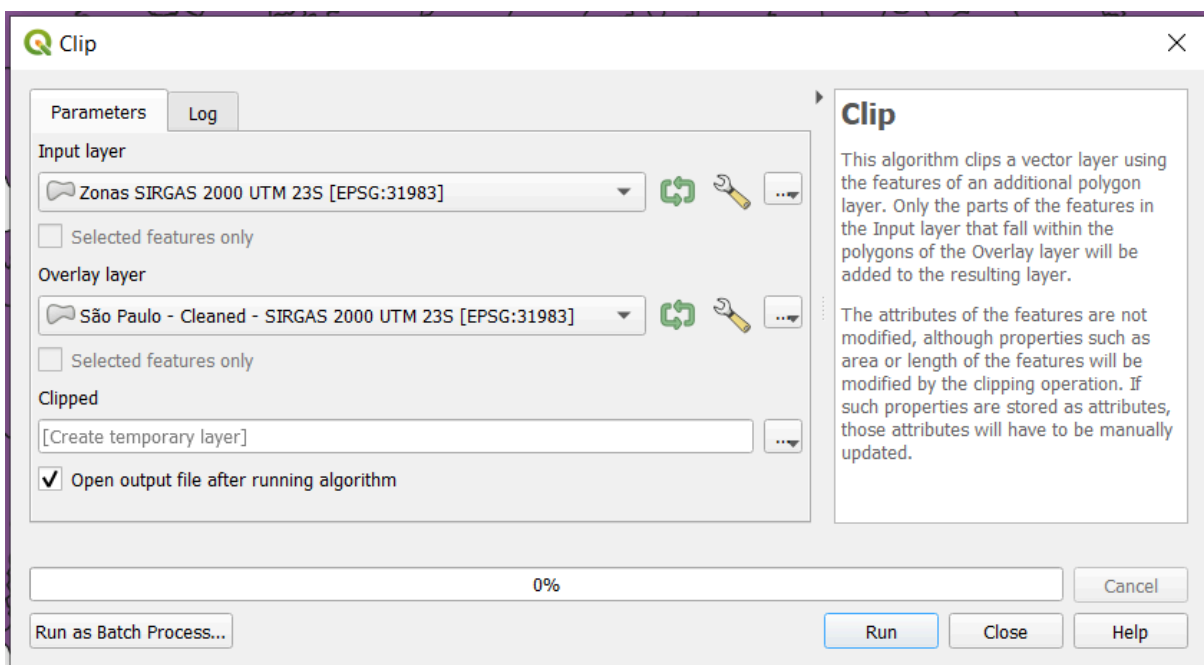 Clip
Parameters
Log
Input layer
Zonas SIRGAS 2000 UTM 23S [EPSG:31983]
...
Selected features only
Overlay layer
São Paulo - Cleaned - SIRGAS 2000 UTM 23S [EPSG:31983]
...
Selected features only
Clipped
[Create temporary layer]
...
Open output file after running algorithm
Clip
This algorithm clips a vector layer using
the features of an additional polygon
layer. Only the parts of the features in
the Input layer that fall within the
polygons of the Overlay layer will be
added to the resulting layer.
The attributes of the features are not
modified, although properties such as
area or length of the features will be
modified by the clipping operation. If
such properties are stored as attributes,
those attributes will have to be manually
updated.
0%
Cancel
Run as Batch Process...
Run
Close
Help